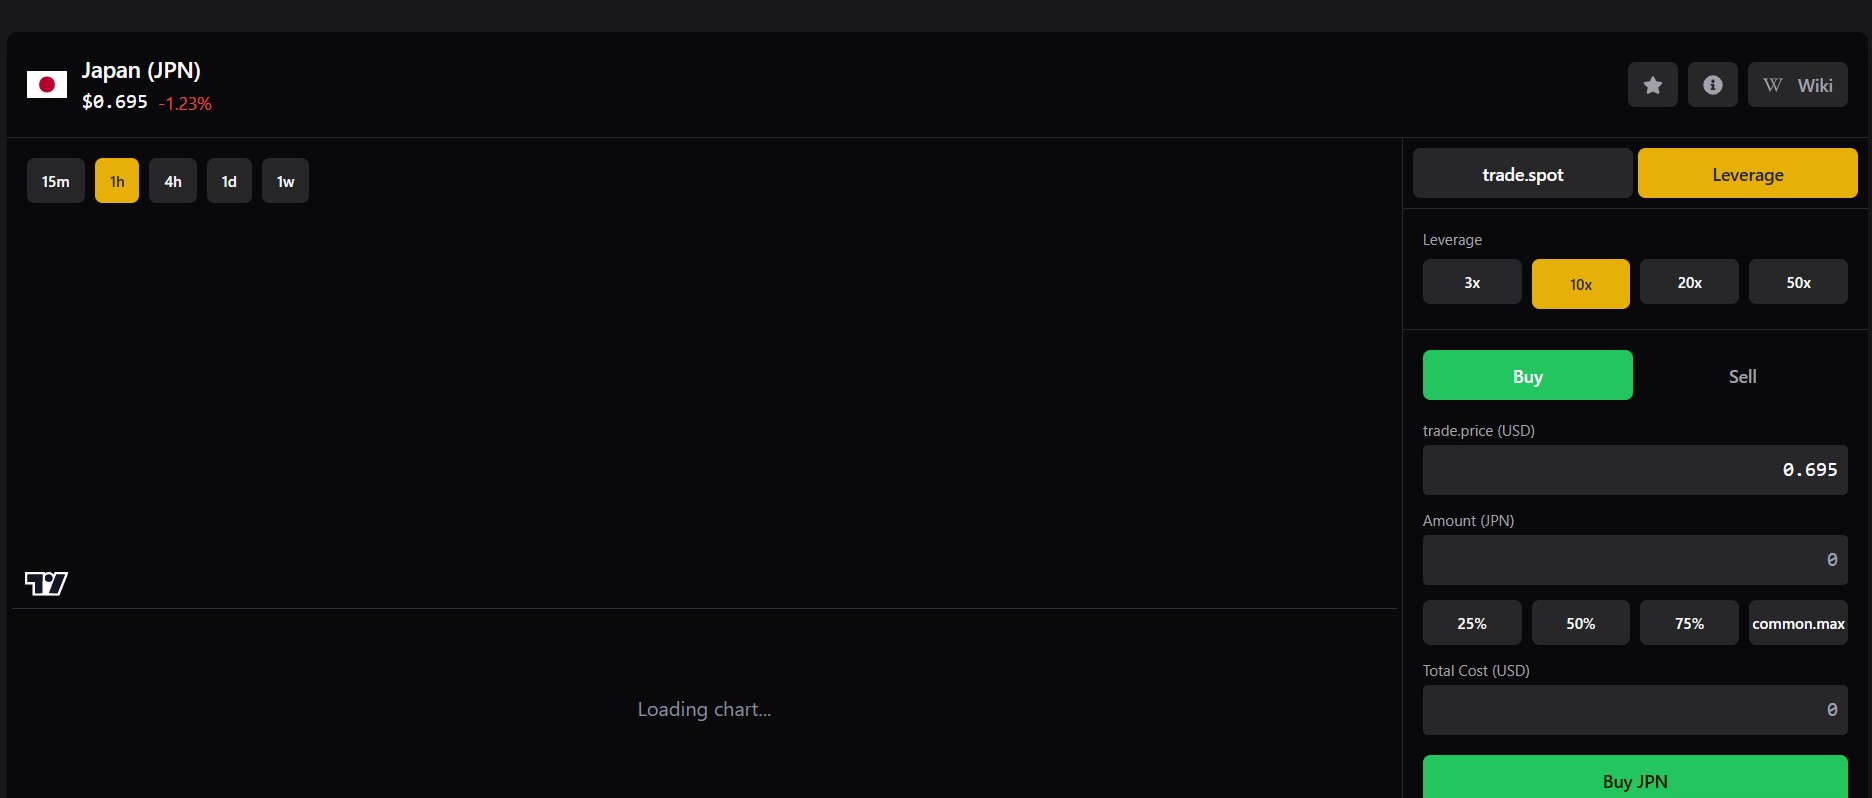 Japan (JPN)
$0.695 -1.23%
W Wiki
15m 1h 4h 1d 1w
Loading chart...
trade.spot Leverage
Leverage
3x 10x 20x 50x
Buy Sell
trade.price (USD)
0.695
Amount (JPN)
0
25% 50% 75% common.max
Total Cost (USD)
0
Buy JPN